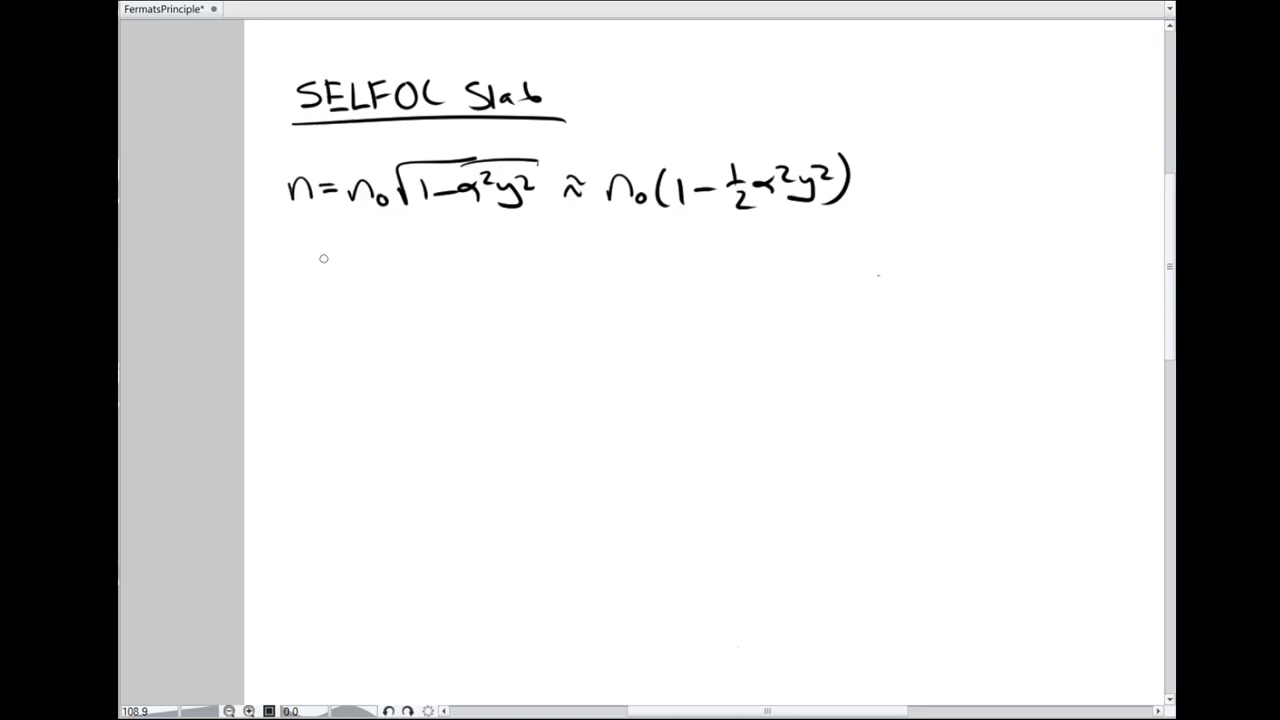 FermatsPrinciple*
SELFOC Slab
n = n₀√(1-α²y²) ≈ n₀(1 - ½α²y²)
108.9
0.0